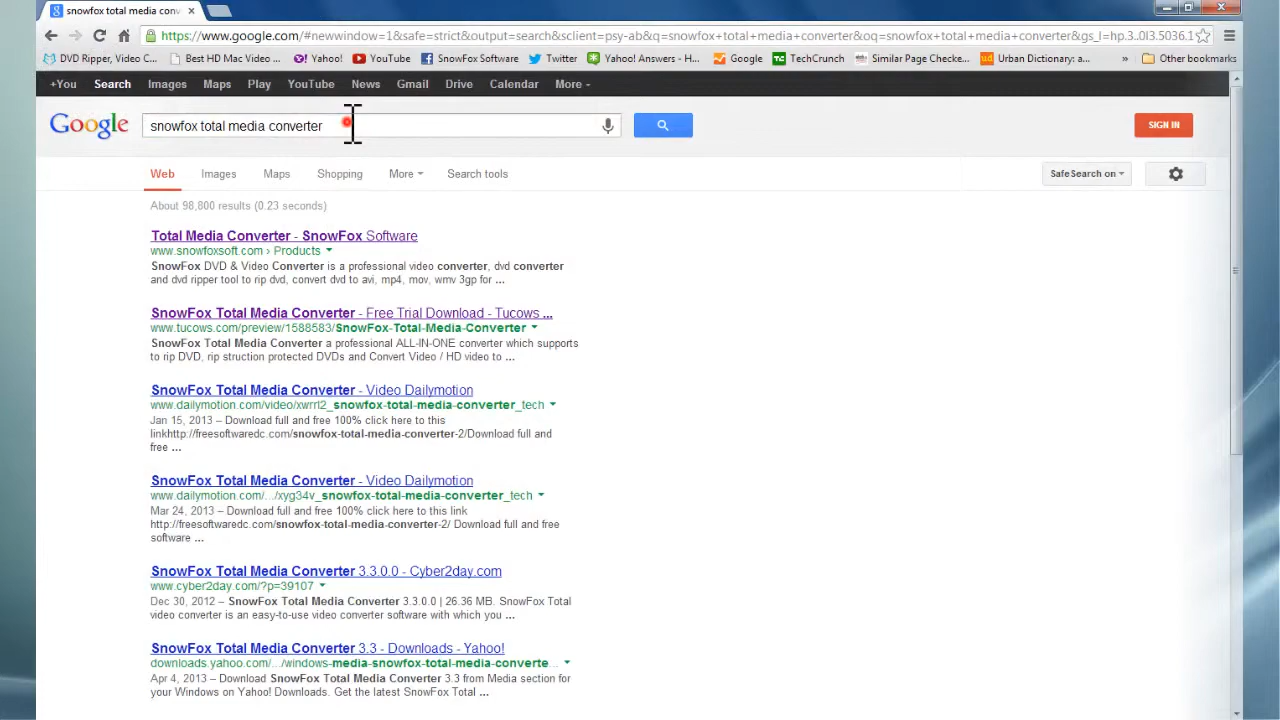 snowfox total media conv
https://www.google.com/#newwindow=1&safe=strict&output=search&sclient=psy-ab&q=snowfox+total+media+converter&oq=snowfox+total+media+converter&gs_l=hp.3.0l3.5036.1
DVD Ripper, Video C... Best HD Mac Video ... Yahoo! YouTube SnowFox Software Twitter Yahoo! Answers - H... Google TechCrunch Similar Page Checke... Urban Dictionary: a... » Other bookmarks
+You Search Images Maps Play YouTube News Gmail Drive Calendar More
Google snowfox total media converter SIGN IN
Web Images Maps Shopping More Search tools SafeSearch on
About 98,800 results (0.23 seconds)
Total Media Converter - SnowFox Software
www.snowfoxsoft.com › Products
SnowFox DVD & Video Converter is a professional video converter, dvd converter
and dvd ripper tool to rip dvd, convert dvd to avi, mp4, mov, wmv 3gp for ...
SnowFox Total Media Converter - Free Trial Download - Tucows ...
www.tucows.com/preview/1588583/SnowFox-Total-Media-Converter
SnowFox Total Media Converter a professional ALL-IN-ONE converter which supports
to rip DVD, rip struction protected DVDs and Convert Video / HD video to ...
SnowFox Total Media Converter - Video Dailymotion
www.dailymotion.com/video/xwrrl2_snowfox-total-media-converter_tech
Jan 15, 2013 – Download full and free 100% click here to this
linkhttp://freesoftwaredc.com/snowfox-total-media-converter-2/Download full and
free ...
SnowFox Total Media Converter - Video Dailymotion
www.dailymotion.com/.../xyg34v_snowfox-total-media-converter_tech
Mar 24, 2013 – Download full and free 100% click here to this link
http://freesoftwaredc.com/snowfox-total-media-converter-2/ Download full and free
software ...
SnowFox Total Media Converter 3.3.0.0 - Cyber2day.com
www.cyber2day.com/?p=39107
Dec 30, 2012 – SnowFox Total Media Converter 3.3.0.0 | 26.36 MB. SnowFox Total
video converter is an easy-to-use video converter software with which you ...
SnowFox Total Media Converter 3.3 - Downloads - Yahoo!
downloads.yahoo.com/.../windows-media-snowfox-total-media-converte...
Apr 4, 2013 – Download SnowFox Total Media Converter 3.3 from Media section for
your Windows on Yahoo! Downloads. Get the latest SnowFox Total ...